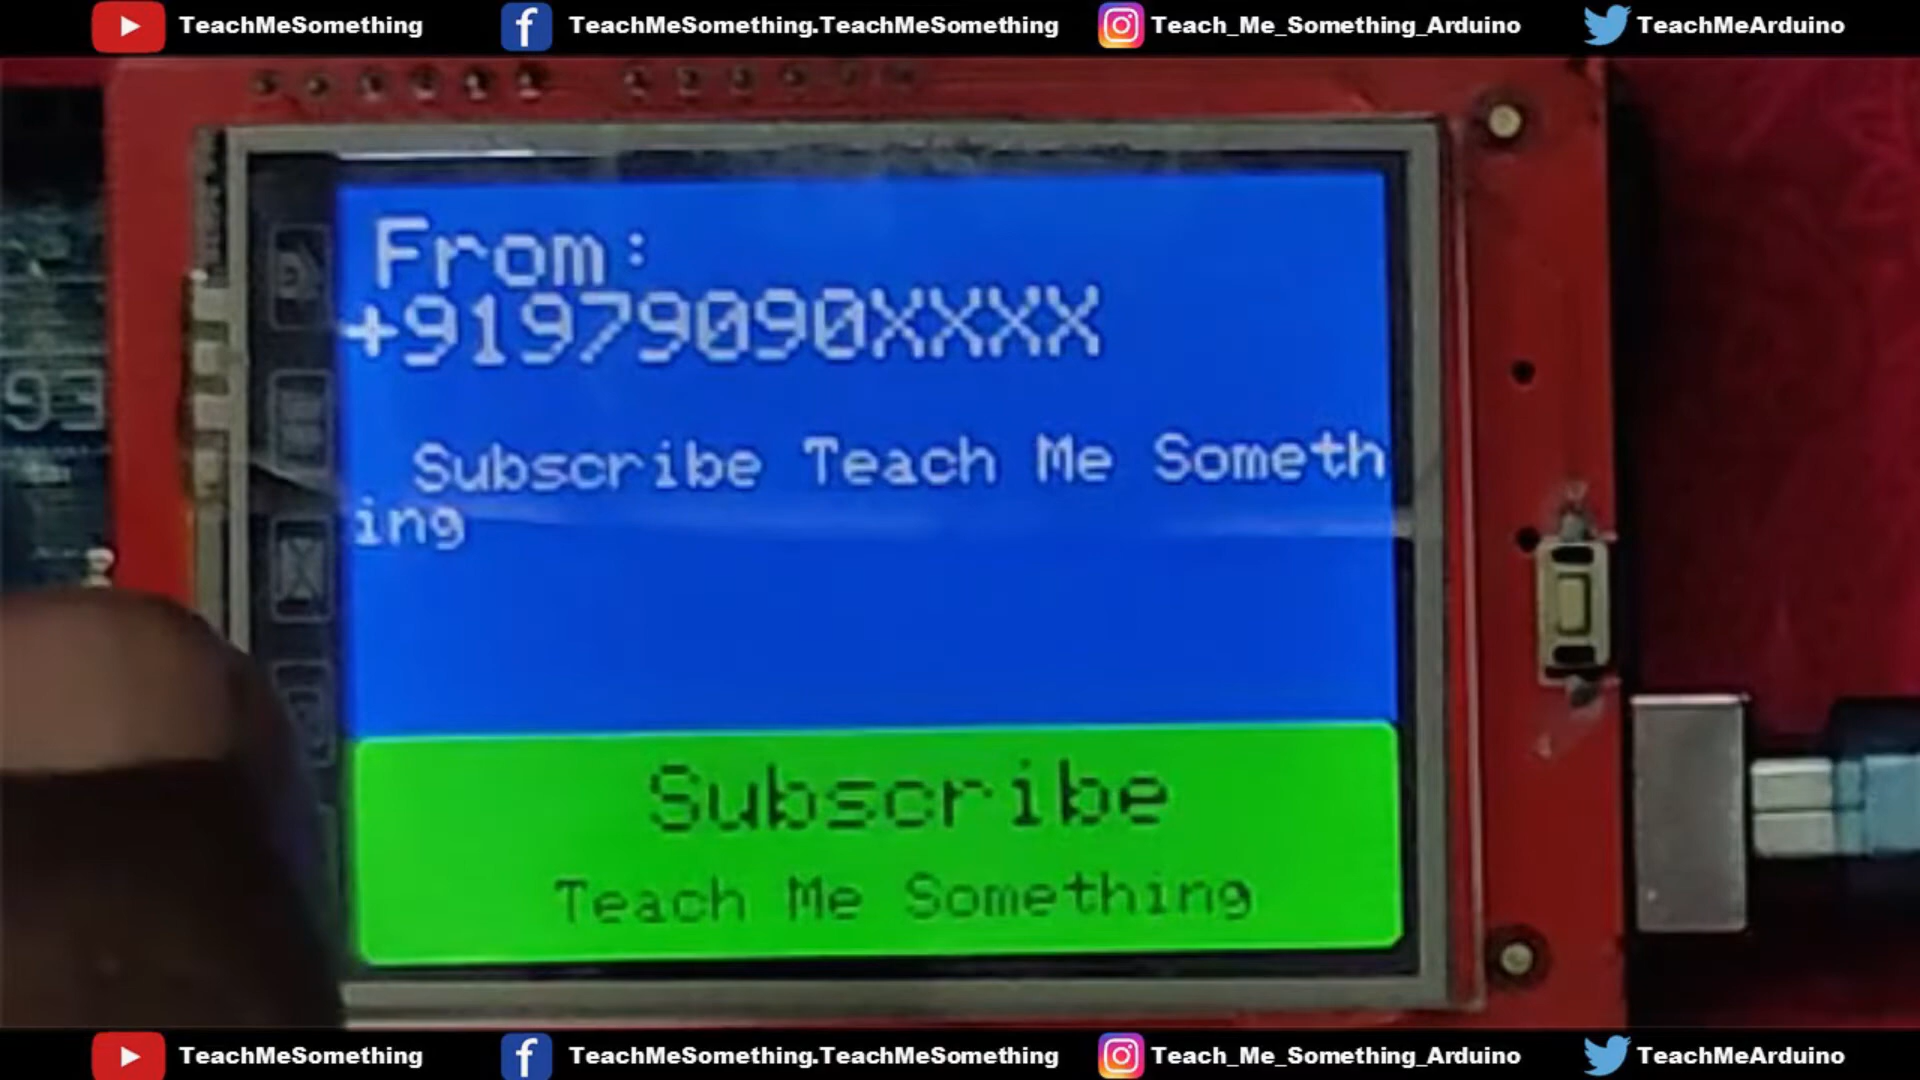 TeachMeSomething TeachMeSomething.TeachMeSomething Teach_Me_Something_Arduino TeachMeArduino
From:
+91979090XXXX
Subscribe Teach Me Someth
ing
Subscribe
Teach Me Something
TeachMeSomething TeachMeSomething.TeachMeSomething Teach_Me_Something_Arduino TeachMeArduino